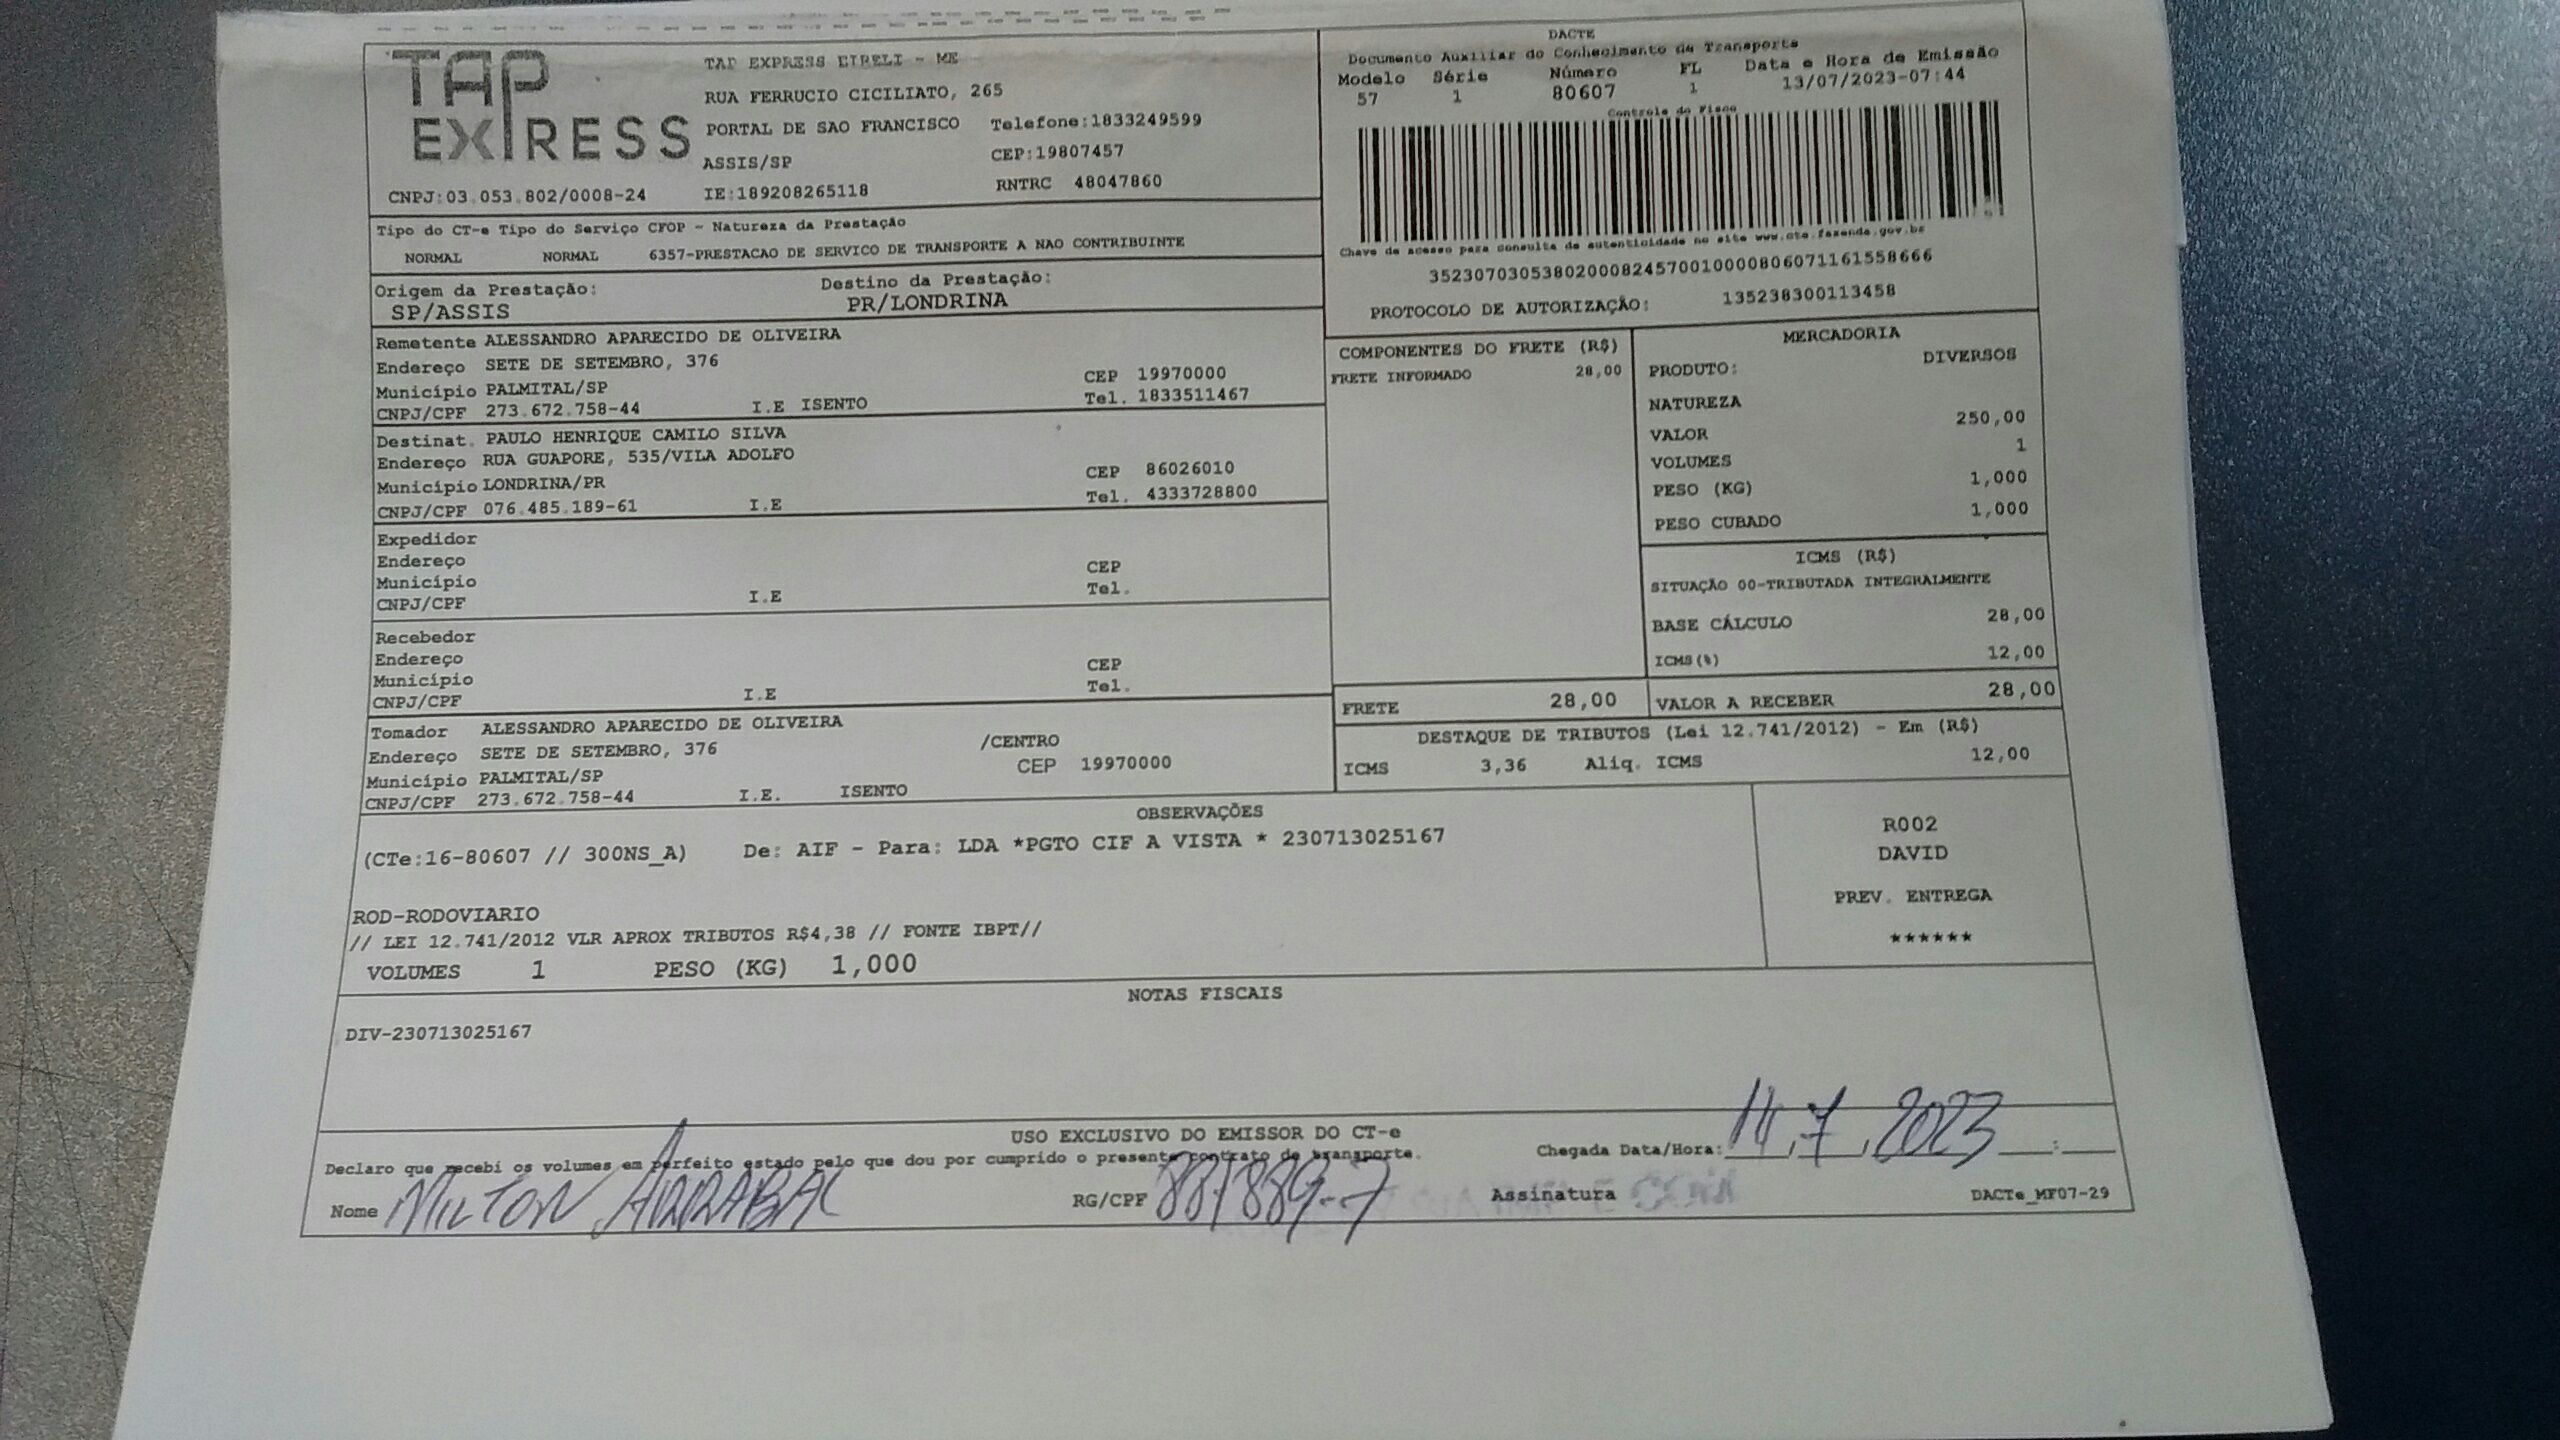 TAP
EXPRESS
TAP EXPRESS EIRELI - ME
RUA FERRUCIO CICILIATO, 265
PORTAL DE SAO FRANCISCO Telefone:1833249599
ASSIS/SP CEP:19807457
CNPJ:03.053.802/0008-24 IE:189208265118 RNTRC 48047860
DACTE
Documento Auxiliar do Conhecimento de Transporte
Modelo Série Número FL Data e Hora de Emissão
57 1 80607 1 13/07/2023-07:44
Controle do Fisco
Chave de acesso para consulta de autenticidade no site www.cte.fazenda.gov.br
35230703053802000824570010000806071161558666
PROTOCOLO DE AUTORIZAÇÃO: 135238300113458
Tipo do CT-e Tipo do Serviço CFOP - Natureza da Prestação
NORMAL NORMAL 6357-PRESTACAO DE SERVICO DE TRANSPORTE A NAO CONTRIBUINTE
Origem da Prestação: Destino da Prestação:
SP/ASSIS PR/LONDRINA
Remetente ALESSANDRO APARECIDO DE OLIVEIRA
Endereço SETE DE SETEMBRO, 376
Município PALMITAL/SP CEP 19970000
CNPJ/CPF 273.672.758-44 I.E ISENTO Tel. 1833511467
Destinat. PAULO HENRIQUE CAMILO SILVA
Endereço RUA GUAPORE, 535/VILA ADOLFO
Município LONDRINA/PR CEP 86026010
CNPJ/CPF 076.485.189-61 I.E Tel. 4333728800
Expedidor
Endereço
Município CEP
CNPJ/CPF I.E Tel.
Recebedor
Endereço
Município CEP
CNPJ/CPF I.E Tel.
Tomador ALESSANDRO APARECIDO DE OLIVEIRA
Endereço SETE DE SETEMBRO, 376 /CENTRO
Município PALMITAL/SP CEP 19970000
CNPJ/CPF 273.672.758-44 I.E. ISENTO
COMPONENTES DO FRETE (R$)
FRETE INFORMADO 28,00
MERCADORIA
PRODUTO: DIVERSOS
NATUREZA
VALOR 250,00
VOLUMES 1
PESO (KG) 1,000
PESO CUBADO 1,000
ICMS (R$)
SITUAÇÃO 00-TRIBUTADA INTEGRALMENTE
BASE CÁLCULO 28,00
ICMS(%) 12,00
FRETE 28,00 VALOR A RECEBER 28,00
DESTAQUE DE TRIBUTOS (Lei 12.741/2012) - Em (R$)
ICMS 3,36 Aliq. ICMS 12,00
OBSERVAÇÕES
(CTe:16-80607 // 300NS_A) De: AIF - Para: LDA *PGTO CIF A VISTA * 230713025167
ROD-RODOVIARIO
// LEI 12.741/2012 VLR APROX TRIBUTOS R$4,38 // FONTE IBPT//
VOLUMES 1 PESO (KG) 1,000
R002
DAVID
PREV. ENTREGA
******
NOTAS FISCAIS
DIV-230713025167
USO EXCLUSIVO DO EMISSOR DO CT-e
Declaro que recebi os volumes em perfeito estado pelo que dou por cumprido o presente contrato de transporte.
Chegada Data/Hora: 14/7/2023 __:__
Nome MILTON ARRABAL RG/CPF 881889-7 Assinatura DACTe_MF07-29